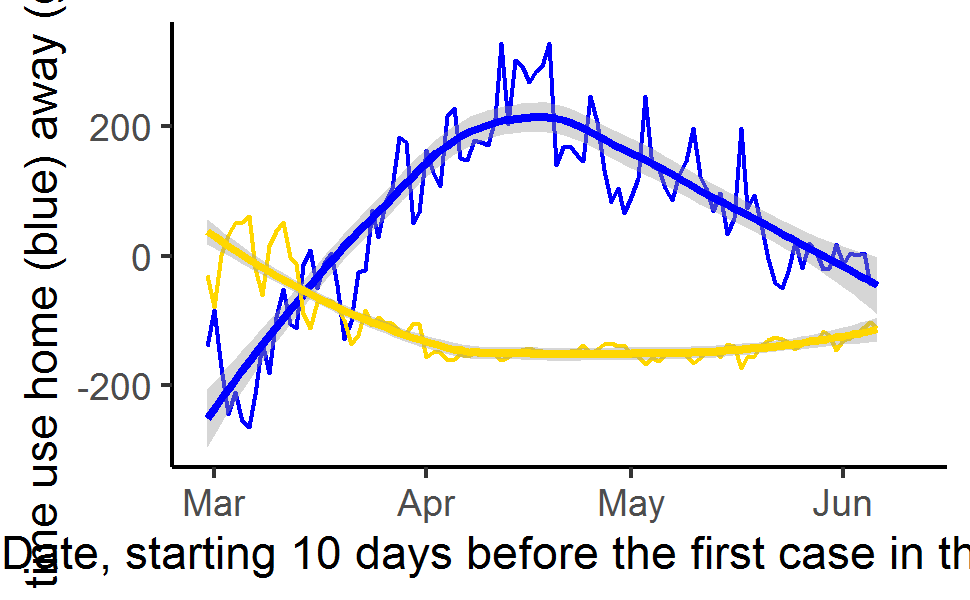 time use home (blue) away (
200
0
-200
Mar Apr May Jun
Date, starting 10 days before the first case in th